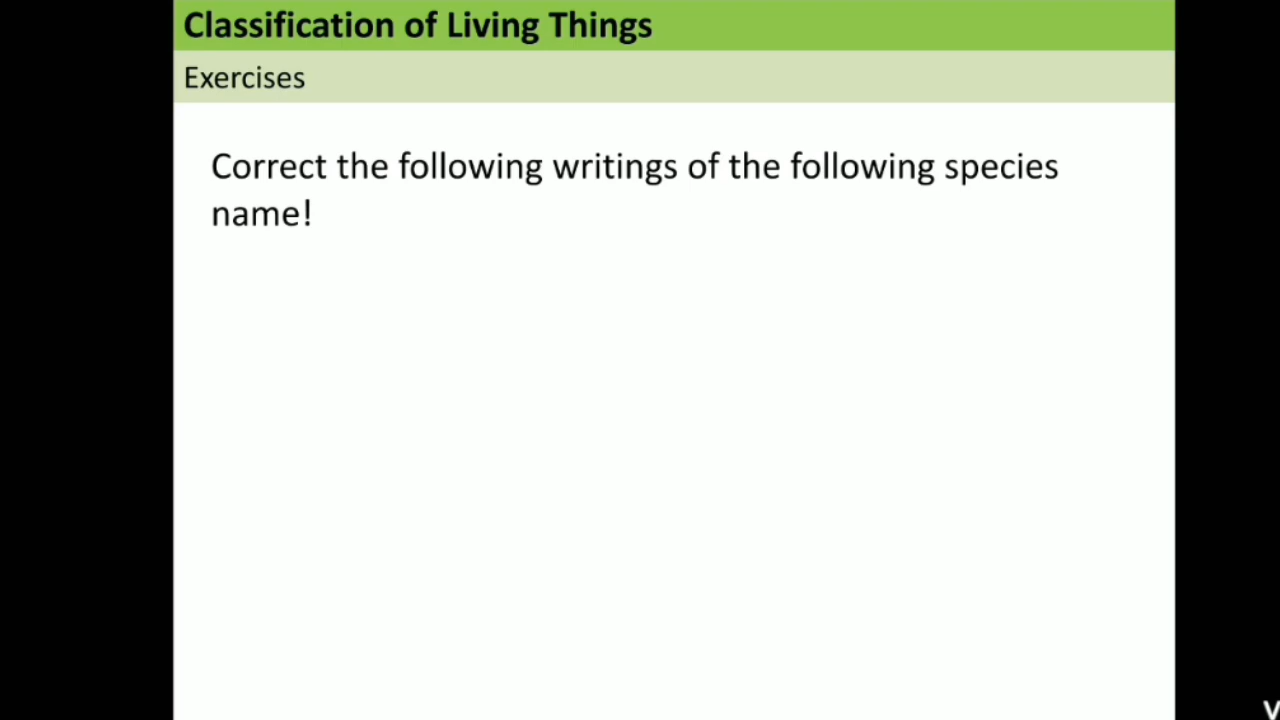 Classification of Living Things
Exercises
Correct the following writings of the following species
name!